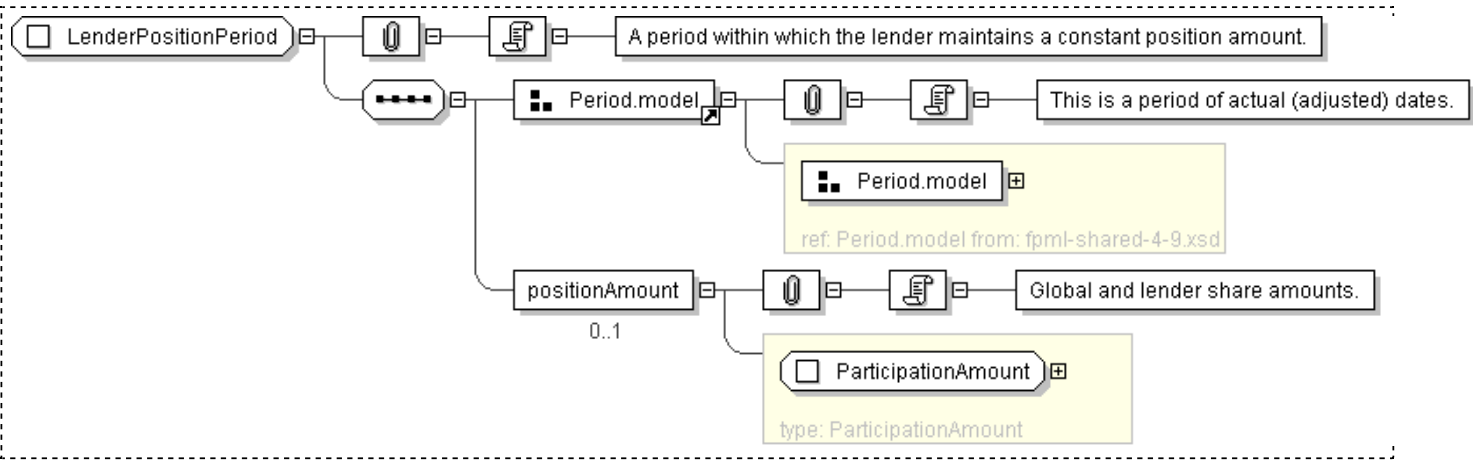 LenderPositionPeriod
A period within which the lender maintains a constant position amount.
Period.model
This is a period of actual (adjusted) dates.
Period.model
ref: Period.model from: fpml-shared-4-9.xsd
positionAmount
Global and lender share amounts.
0..1
ParticipationAmount
type: ParticipationAmount